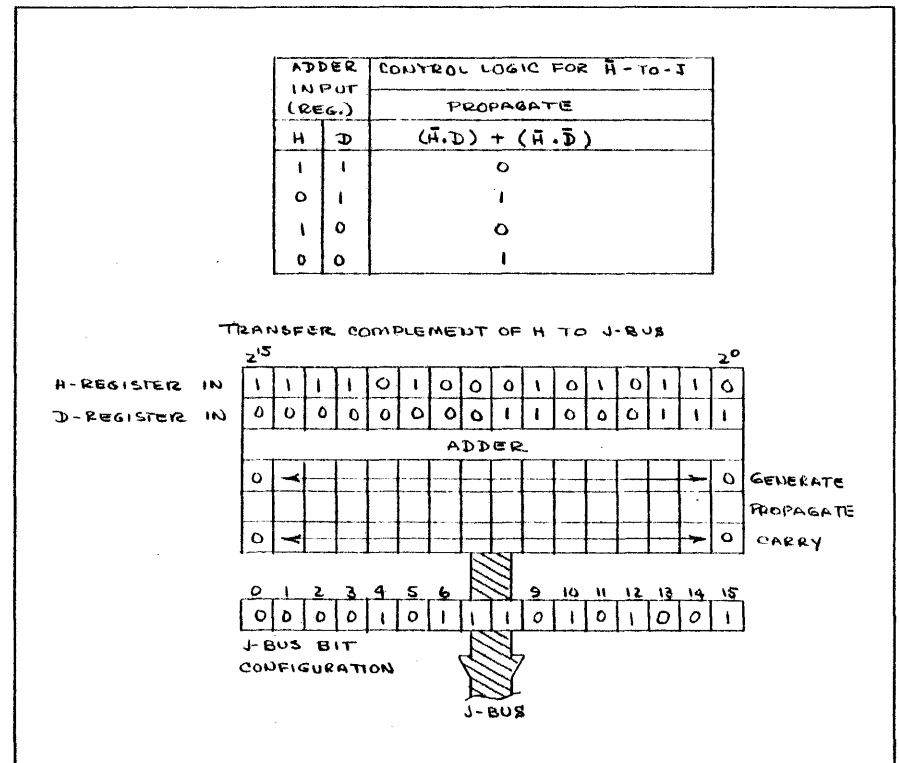 ADDER INPUT (REG.) CONTROL LOGIC FOR H̄-TO-J
PROPAGATE
H D (H̄.D) + (H̄.D̄)
1 1 0
0 1 1
1 0 0
0 0 1
TRANSFER COMPLEMENT OF H TO J-BUS
2¹⁵ 2⁰
H-REGISTER IN 1 1 1 1 0 1 0 0 0 0 1 0 1 0 1 1 0
D-REGISTER IN 0 0 0 0 0 0 0 0 1 1 0 0 0 1 1 1
ADDER
0 0 GENERATE
PROPAGATE
0 0 CARRY
0 1 2 3 4 5 6 9 10 11 12 13 14 15
0 0 0 0 1 0 1 1 1 0 1 0 1 0 0 1
J-BUS BIT
CONFIGURATION
J-BUS